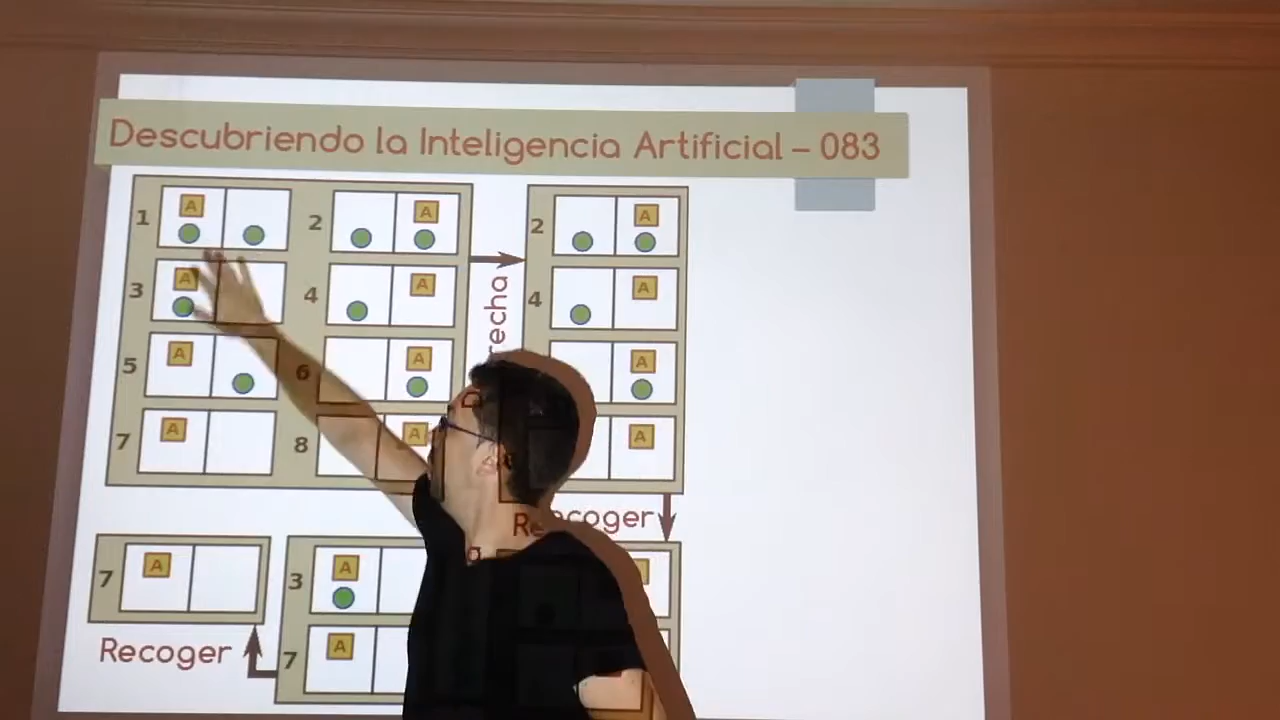 Descubriendo la Inteligencia Artificial – 083
1 A 2 A 2 A
3 A 4 A 4 A
5 A 6 A A
7 A 8 A A
Recoger
7 A 3 A
Recoger 7 A